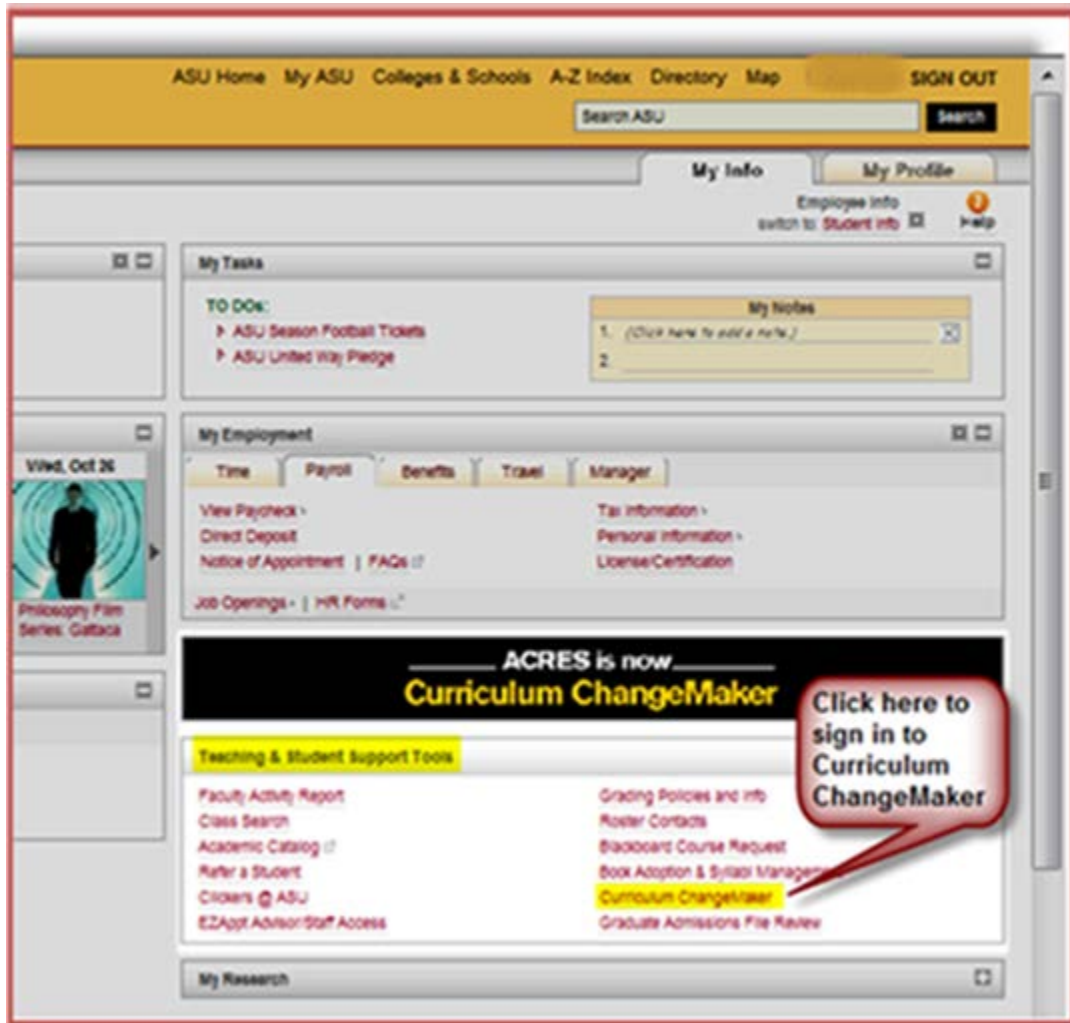 ASU Home My ASU Colleges & Schools A-Z Index Directory Map SIGN OUT
Search ASU Search
My Info My Profile
Employee Info
switch to: Student Info
Help
My Tasks
TO DOs:
ASU Season Football Tickets
ASU United Way Pledge
My Notes
1. (Click here to add a note.)
2.
Wed, Oct 26
Philosophy Film
Series: Gattaca
My Employment
Time Payroll Benefits Travel Manager
View Paycheck
Direct Deposit
Notice of Appointment | FAQs
Tax Information
Personal Information
License/Certification
Job Openings | HR Forms
ACRES is now
Curriculum ChangeMaker
Click here to
sign in to
Curriculum
ChangeMaker
Teaching & Student Support Tools
Faculty Activity Report
Class Search
Academic Catalog
Refer a Student
Clickers @ ASU
EZAppt Advisor/Staff Access
Grading Policies and Info
Roster Contacts
Blackboard Course Request
Book Adoption & Syllabi Management
Curriculum ChangeMaker
Graduate Admissions File Review
My Research